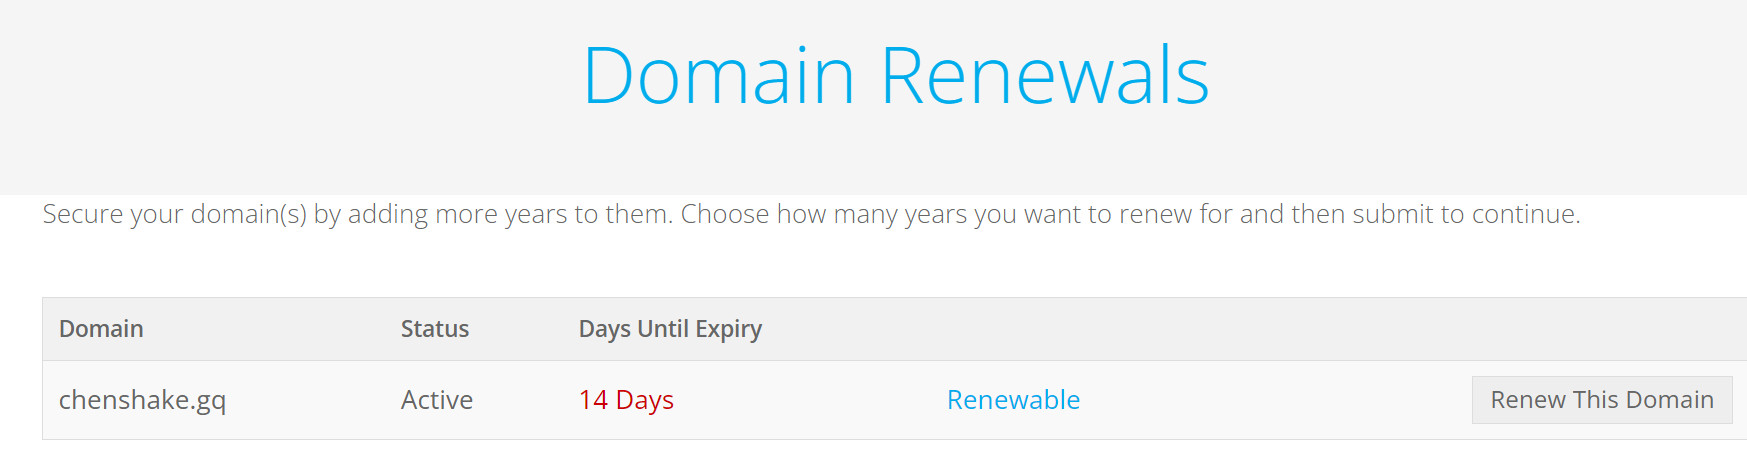 Domain Renewals
Secure your domain(s) by adding more years to them. Choose how many years you want to renew for and then submit to continue.
Domain Status Days Until Expiry
chenshake.gq Active 14 Days Renewable Renew This Domain